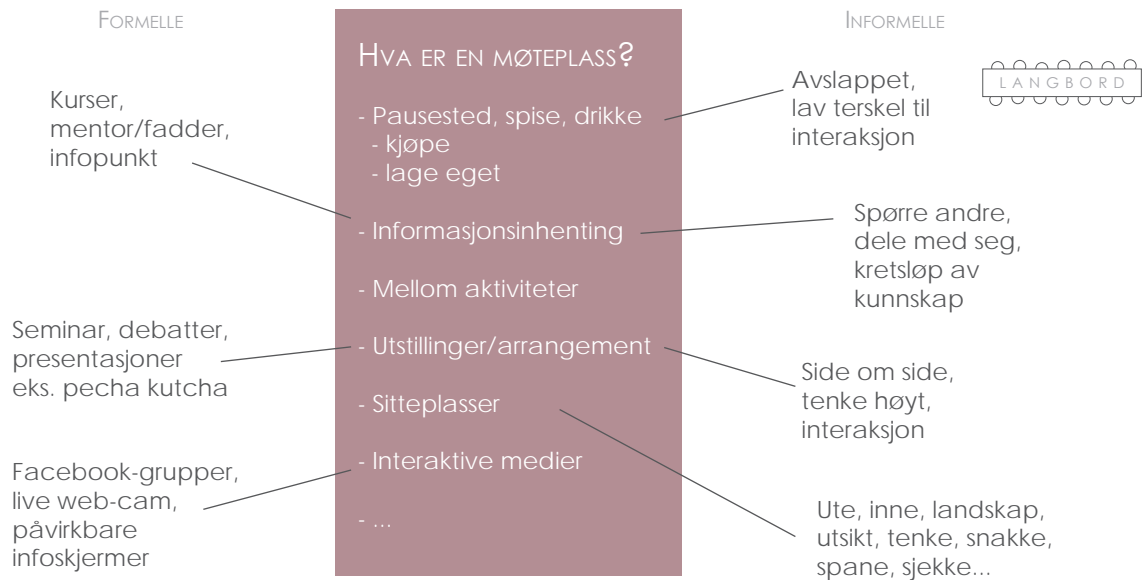 FORMELLE
Kurser,
mentor/fadder,
infopunkt
Seminar, debatter,
presentasjoner
eks. pecha kutcha
Facebook-grupper,
live web-cam,
påvirkbare
infoskjermer
HVA ER EN MØTEPLASS?
- Pausested, spise, drikke
- kjøpe
- lage eget
- Informasjonsinhenting
- Mellom aktiviteter
- Utstillinger/arrangement
- Sitteplasser
- Interaktive medier
- ...
INFORMELLE
Avslappet,
lav terskel til
interaksjon
LANGBORD
Spørre andre,
dele med seg,
kretsløp av
kunnskap
Side om side,
tenke høyt,
interaksjon
Ute, inne, landskap,
utsikt, tenke, snakke,
spane, sjekke...